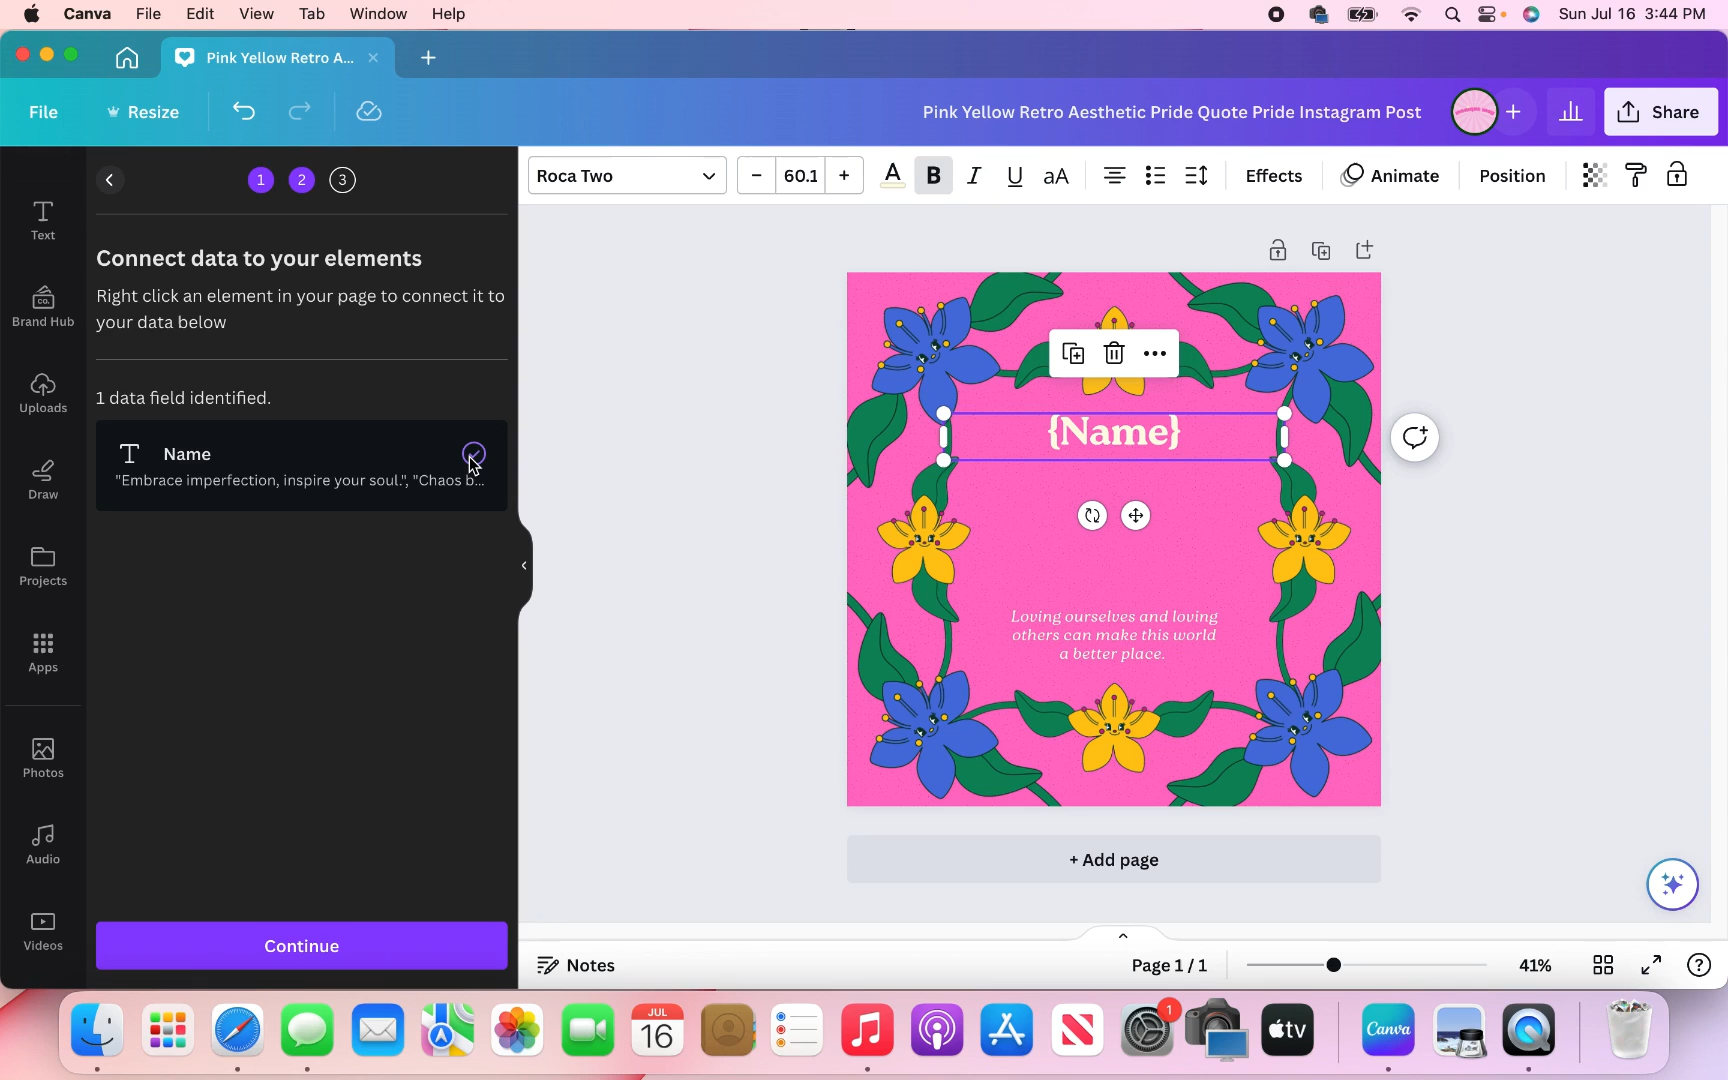 Canva File Edit View Tab Window Help Sun Jul 16 3:44 PM
Pink Yellow Retro A...
File Resize Pink Yellow Retro Aesthetic Pride Quote Pride Instagram Post Share
1 2 3
Roca Two 60.1 A B I U aA Effects Animate Position
Text
Brand Hub
CO.
Uploads
Draw
Projects
Apps
Photos
Audio
Videos
Connect data to your elements
Right click an element in your page to connect it to
your data below
1 data field identified.
Name
"Embrace imperfection, inspire your soul.", "Chaos b...
Continue
{Name}
Loving ourselves and loving
others can make this world
a better place.
+ Add page
Notes Page 1 / 1 41%
JUL
16
1
tv
Canva